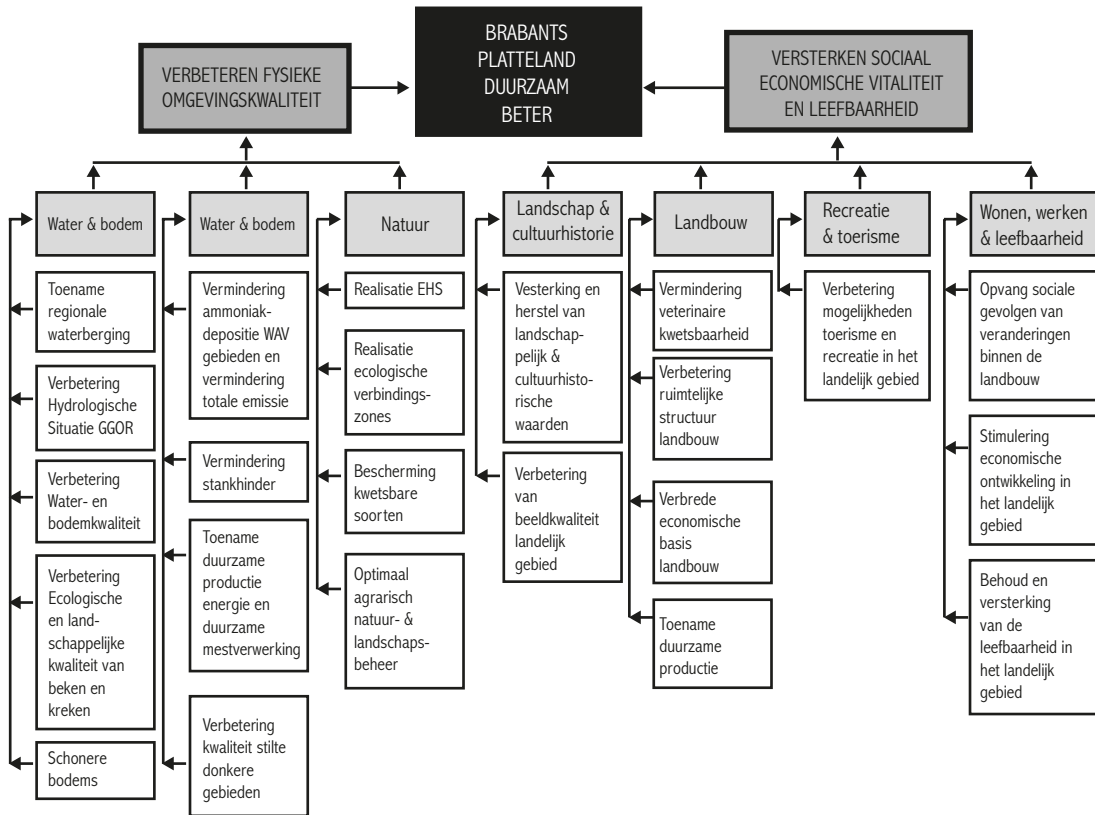 BRABANTS
PLATTELAND
DUURZAAM
BETER
VERBETEREN FYSIEKE
OMGEVINGSKWALITEIT
VERSTERKEN SOCIAAL
ECONOMISCHE VITALITEIT
EN LEEFBAARHEID
Water & bodem
Toename
regionale
waterberging
Verbetering
Hydrologische
Situatie GGOR
Verbetering
Water- en
bodemkwaliteit
Verbetering
Ecologische
en land-
schappelijke
kwaliteit van
beken en
kreken
Schonere
bodems
Water & bodem
Vermindering
ammoniak-
depositie WAV
gebieden en
vermindering
totale emissie
Vermindering
stankhinder
Toename
duurzame
productie
energie en
duurzame
mestverwerking
Verbetering
kwaliteit stilte
donkere
gebieden
Natuur
Realisatie EHS
Realisatie
ecologische
verbindings-
zones
Bescherming
kwetsbare
soorten
Optimaal
agrarisch
natuur- &
landschaps-
beheer
Landschap &
cultuurhistorie
Vesterking en
herstel van
landschap-
pelijk &
cultuurhisto-
rische
waarden
Verbetering
van
beeldkwaliteit
landelijk
gebied
Landbouw
Vermindering
veterinaire
kwetsbaarheid
Verbetering
ruimtelijke
structuur
landbouw
Verbrede
economische
basis
landbouw
Toename
duurzame
productie
Recreatie
& toerisme
Verbetering
mogelijkheden
toerisme en
recreatie in het
landelijk gebied
Wonen, werken
& leefbaarheid
Opvang sociale
gevolgen van
veranderingen
binnen de
landbouw
Stimulering
economische
ontwikkeling in
het landelijk
gebied
Behoud en
versterking
van de
leefbaarheid in
het landelijk
gebied